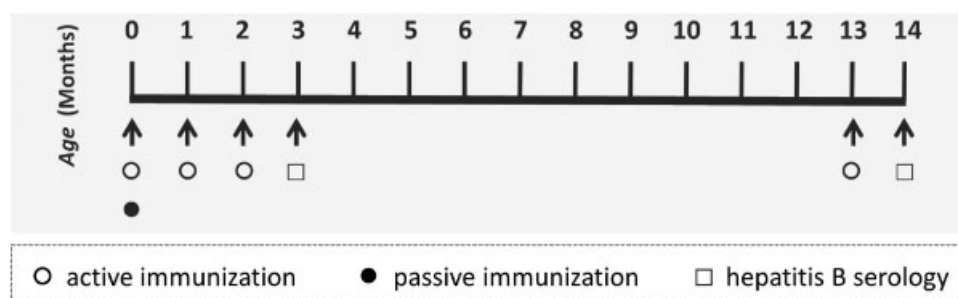 0 1 2 3 4 5 6 7 8 9 10 11 12 13 14
Age (Months)
active immunization passive immunization hepatitis B serology